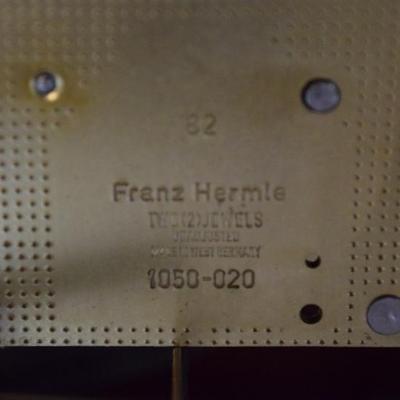 82
Franz Hermle
TWO (2) JEWELS
UNADJUSTED
MADE IN WEST GERMANY
1050-020